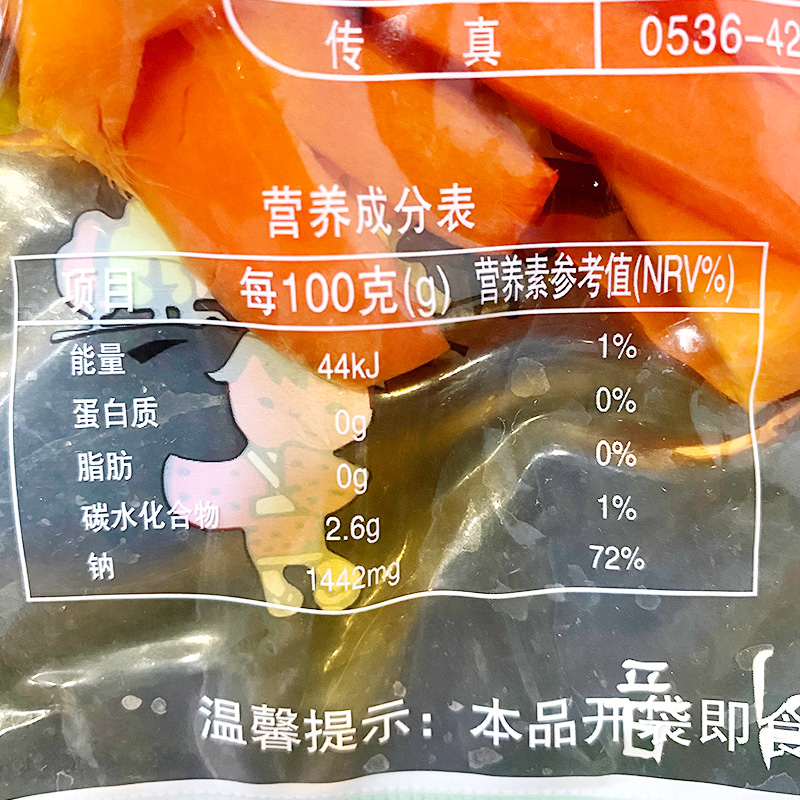 传 真 0536-42
营养成分表
项目 每100克(g) 营养素参考值(NRV%)
能量 44kJ 1%
蛋白质 0g 0%
脂肪 0g 0%
碳水化合物 2.6g 1%
钠 1442mg 72%
温馨提示：本品开袋即食